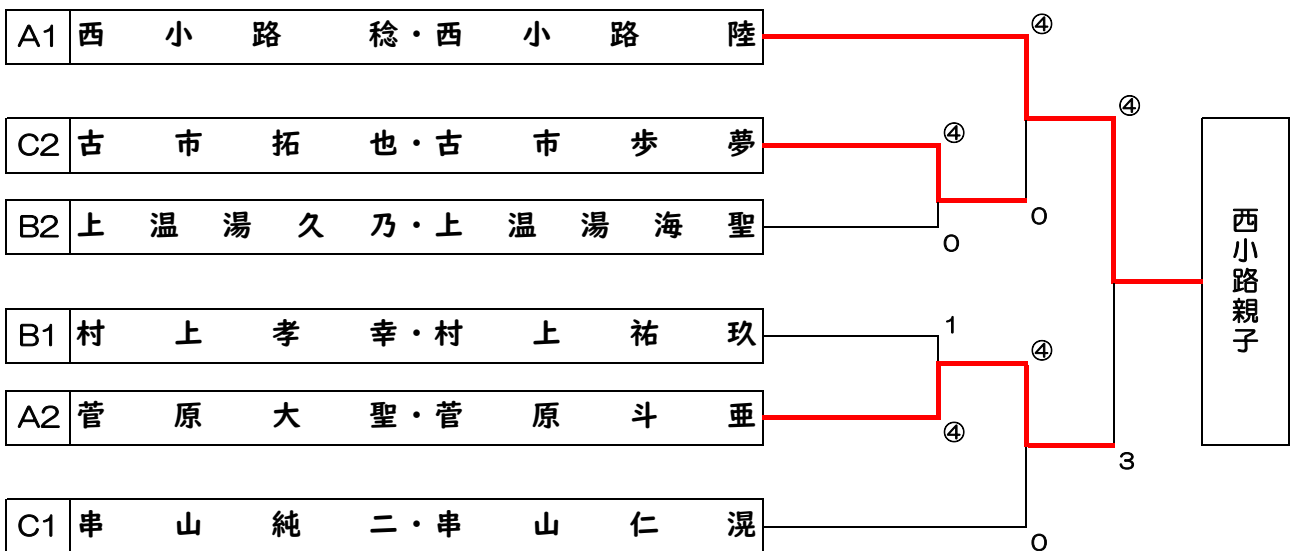 A1 西小路 稔・西小路 陸
④
④
C2 古市拓也・古市歩夢
④
B2 上温湯久乃・上温湯海聖
0
0
西小路親子
B1 村上孝幸・村上祐玖
1
④
A2 菅原大聖・菅原斗亜
④
3
C1 串山純二・串山仁滉
0